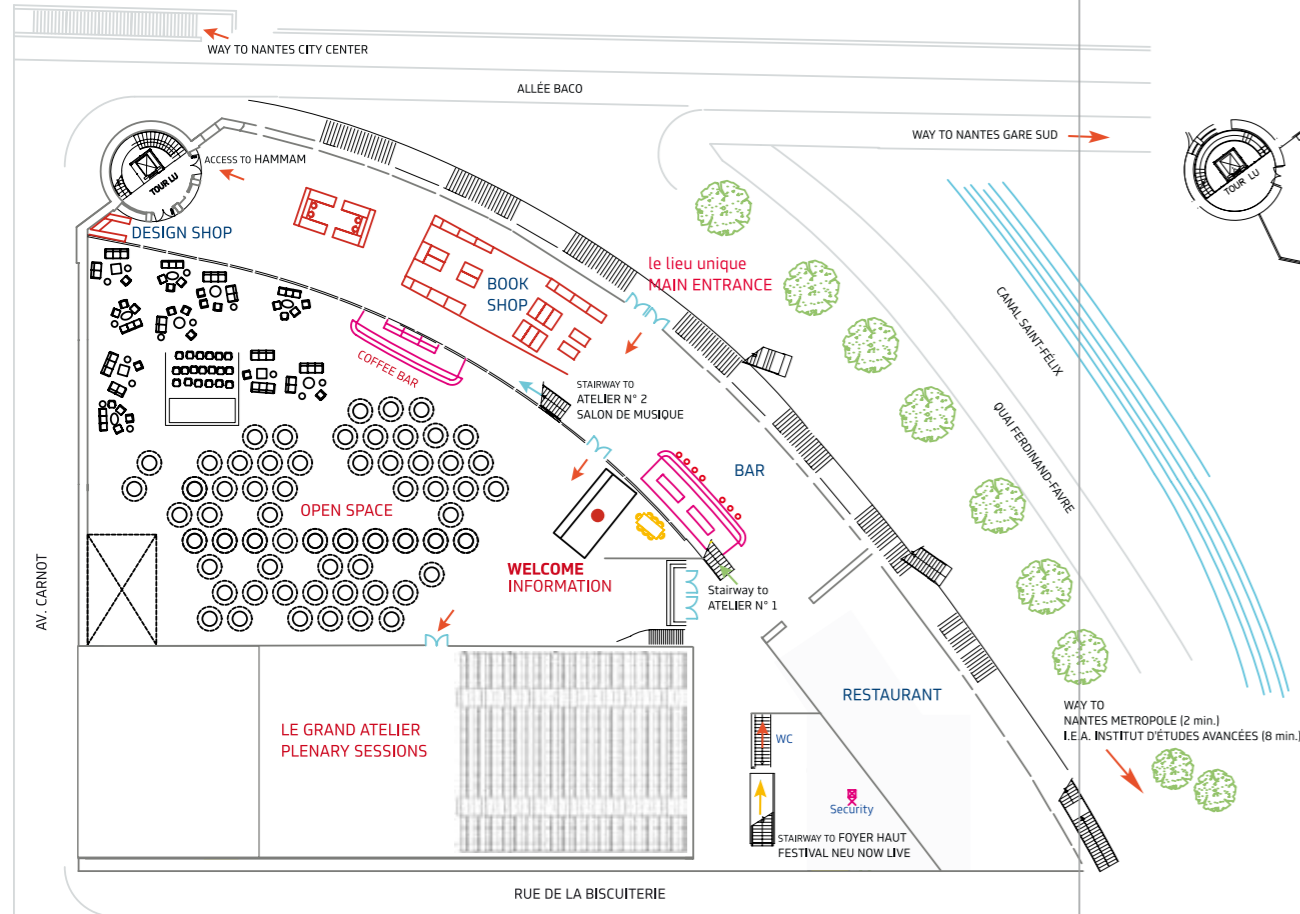 WAY TO NANTES CITY CENTER
ALLÉE BACO
WAY TO NANTES GARE SUD
ACCESS TO HAMMAM
TOUR LU
TOUR LU
DESIGN SHOP
BOOK
SHOP
le lieu unique
MAIN ENTRANCE
CANAL SAINT-FÉLIX
COFFEE BAR
STAIRWAY TO
ATELIER N° 2
SALON DE MUSIQUE
QUAI FERDINAND-FAVRE
BAR
OPEN SPACE
WELCOME
INFORMATION
Stairway to
ATELIER N° 1
AV. CARNOT
RESTAURANT
WAY TO
NANTES METROPOLE (2 min.)
I.E.A. INSTITUT D'ÉTUDES AVANCÉES (8 min.)
LE GRAND ATELIER
PLENARY SESSIONS
WC
Security
STAIRWAY TO FOYER HAUT
FESTIVAL NEU NOW LIVE
RUE DE LA BISCUITERIE